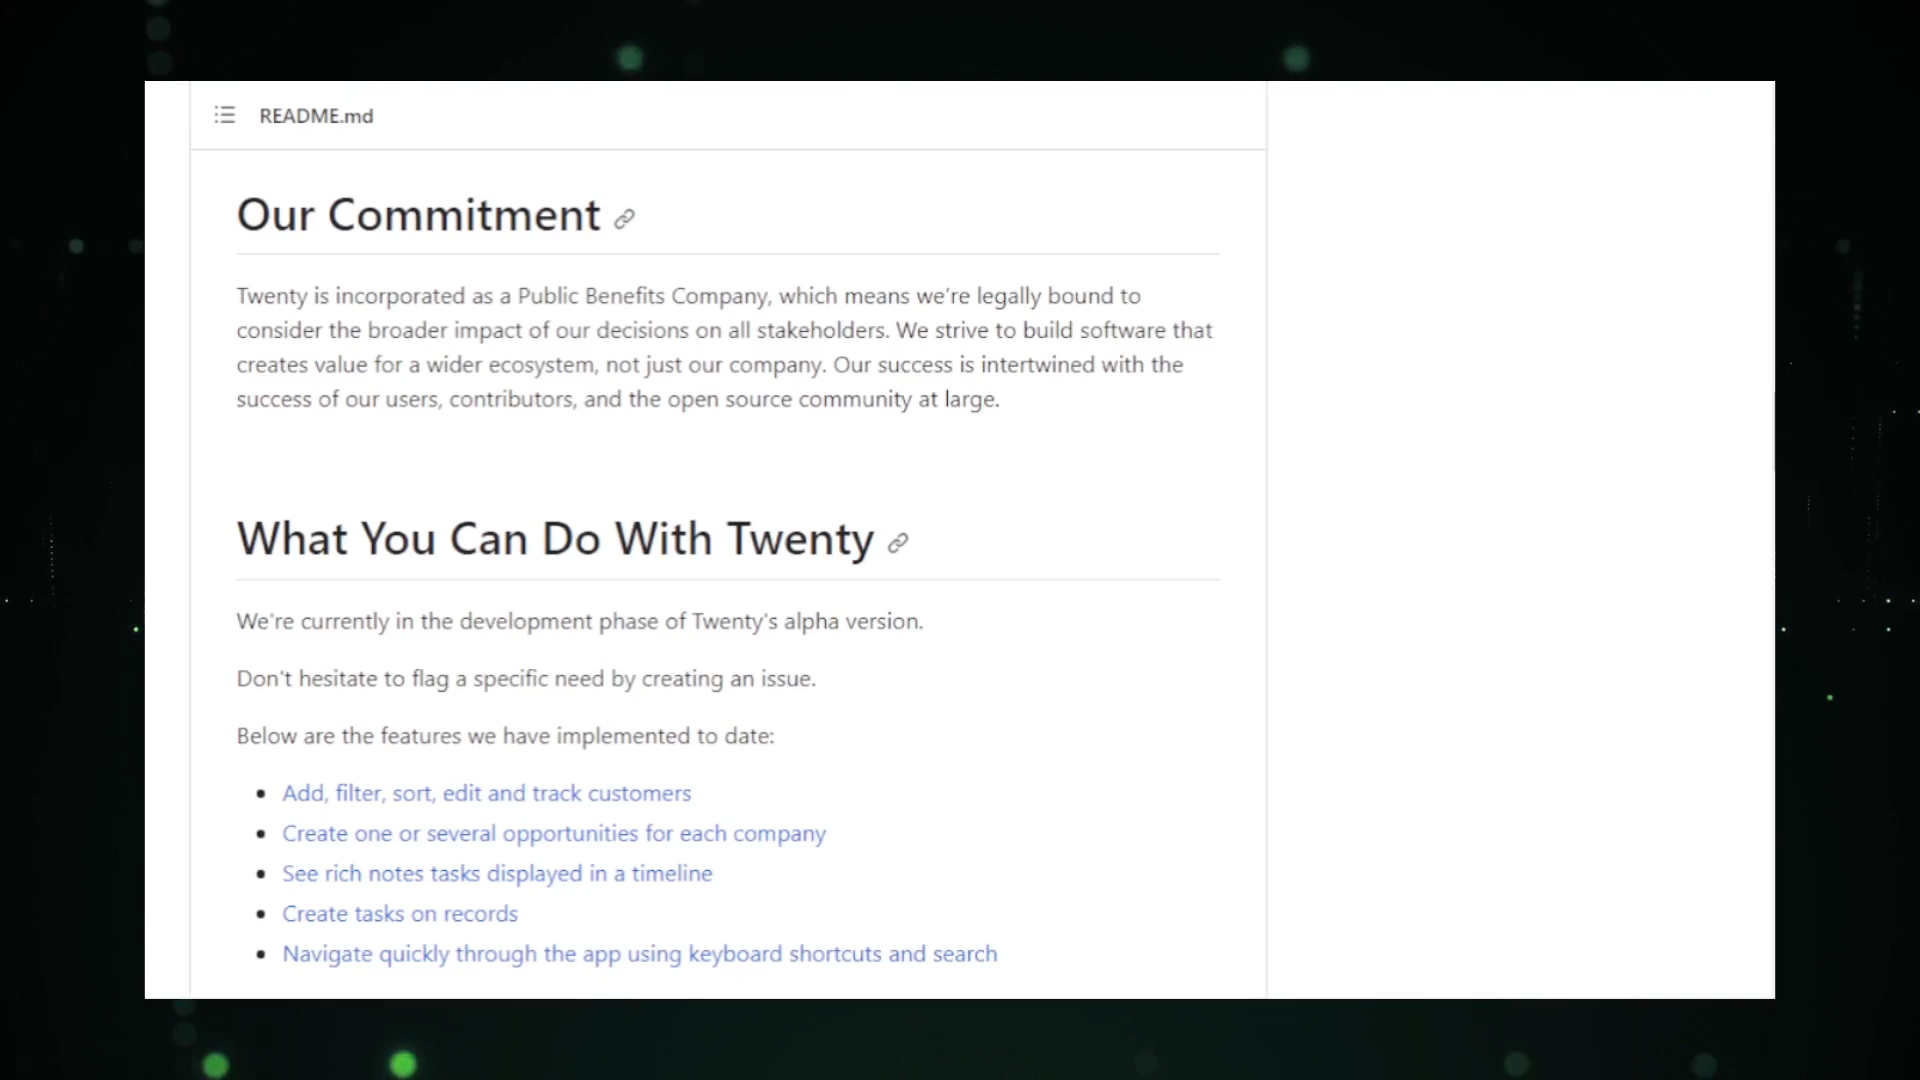 README.md
Our Commitment
Twenty is incorporated as a Public Benefits Company, which means we're legally bound to
consider the broader impact of our decisions on all stakeholders. We strive to build software that
creates value for a wider ecosystem, not just our company. Our success is intertwined with the
success of our users, contributors, and the open source community at large.
What You Can Do With Twenty
We're currently in the development phase of Twenty's alpha version.
Don't hesitate to flag a specific need by creating an issue.
Below are the features we have implemented to date:
• Add, filter, sort, edit and track customers
• Create one or several opportunities for each company
• See rich notes tasks displayed in a timeline
• Create tasks on records
• Navigate quickly through the app using keyboard shortcuts and search